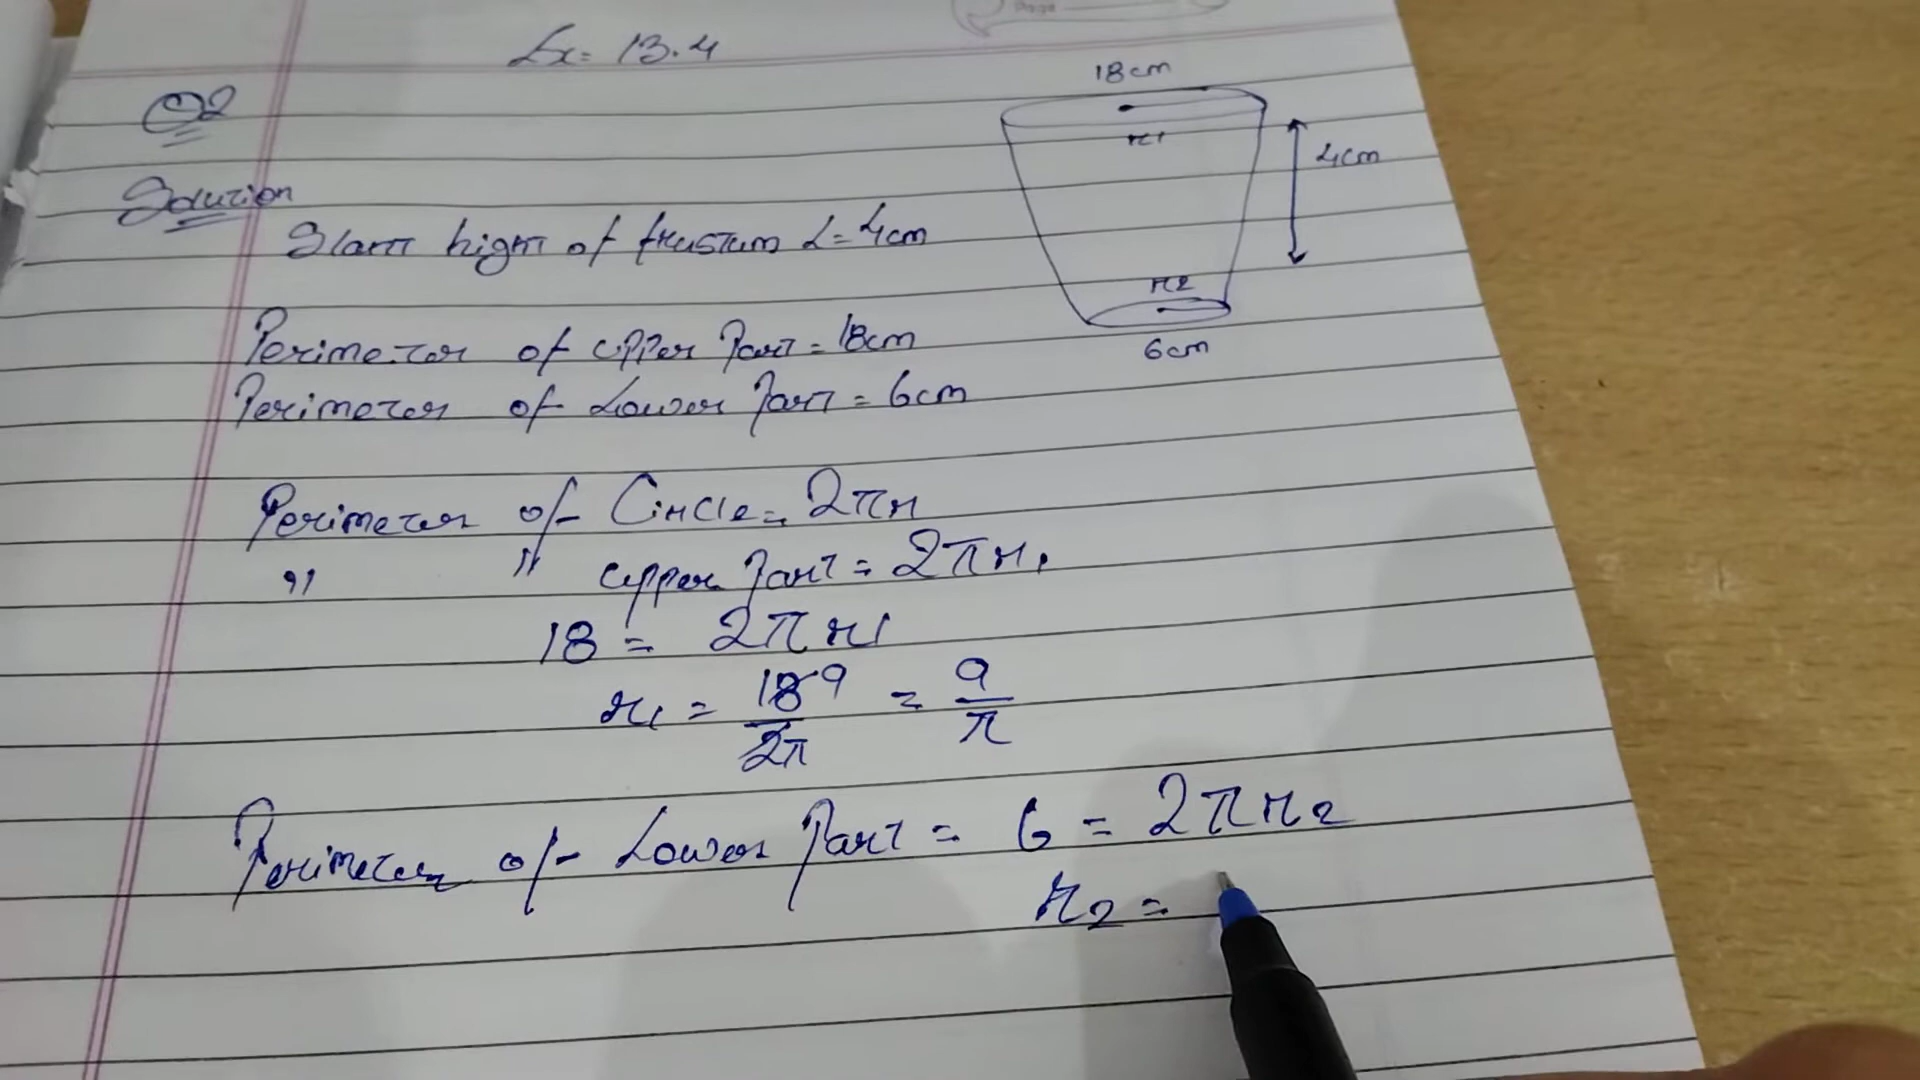 Page
Ex= 13.4
Q2
18cm
r1
4cm
Solution
Slant hight of frustum L= 4cm
r2
6cm
Perimeter of upper Part = 18cm
Perimeter of Lower Part = 6cm
Perimeter of Circle = 2πr
" " upper Part = 2πr1
18 = 2πr1
r1 = 18 9 / 2π = 9/π
Perimeter of Lower Part = 6 = 2πr2
r2 =